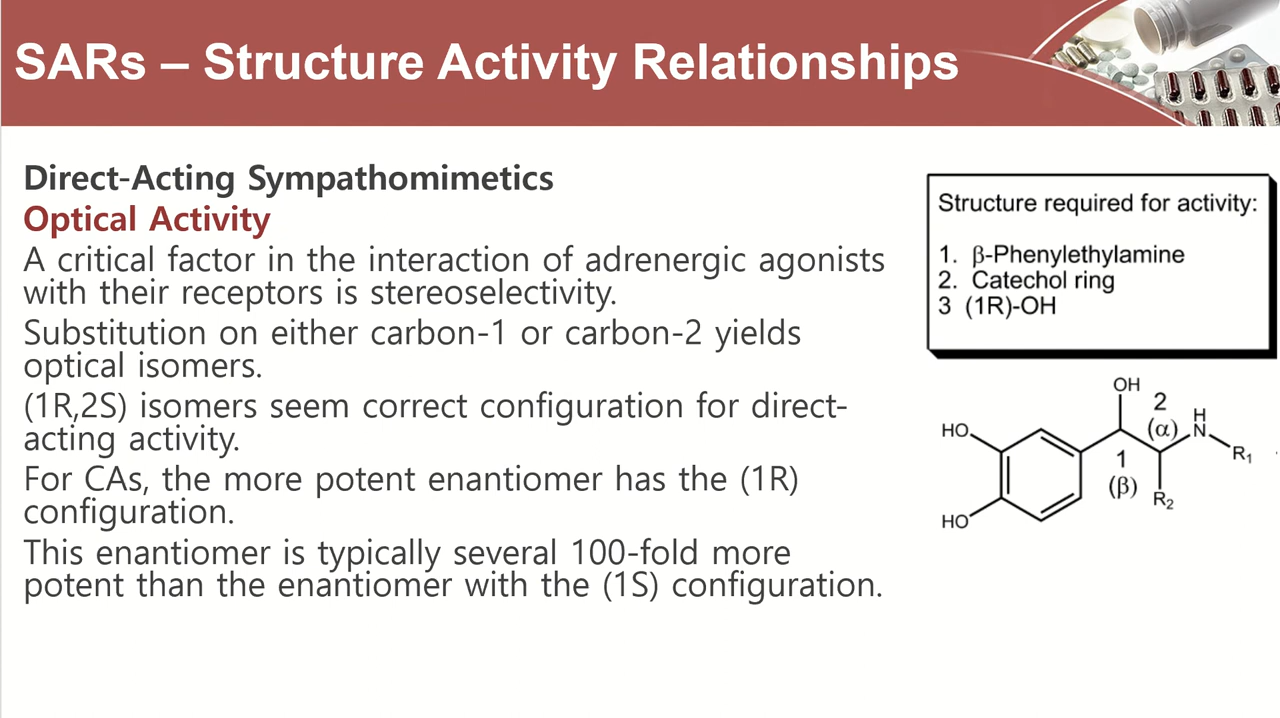 SARs – Structure Activity Relationships
Direct-Acting Sympathomimetics
Optical Activity
A critical factor in the interaction of adrenergic agonists
with their receptors is stereoselectivity.
Substitution on either carbon-1 or carbon-2 yields
optical isomers.
(1R,2S) isomers seem correct configuration for direct-
acting activity.
For CAs, the more potent enantiomer has the (1R)
configuration.
This enantiomer is typically several 100-fold more
potent than the enantiomer with the (1S) configuration.
Structure required for activity:
1. β-Phenylethylamine
2. Catechol ring
3 (1R)-OH
OH
2
H
HO
(α)
N
R₁
1
(β)
R₂
HO